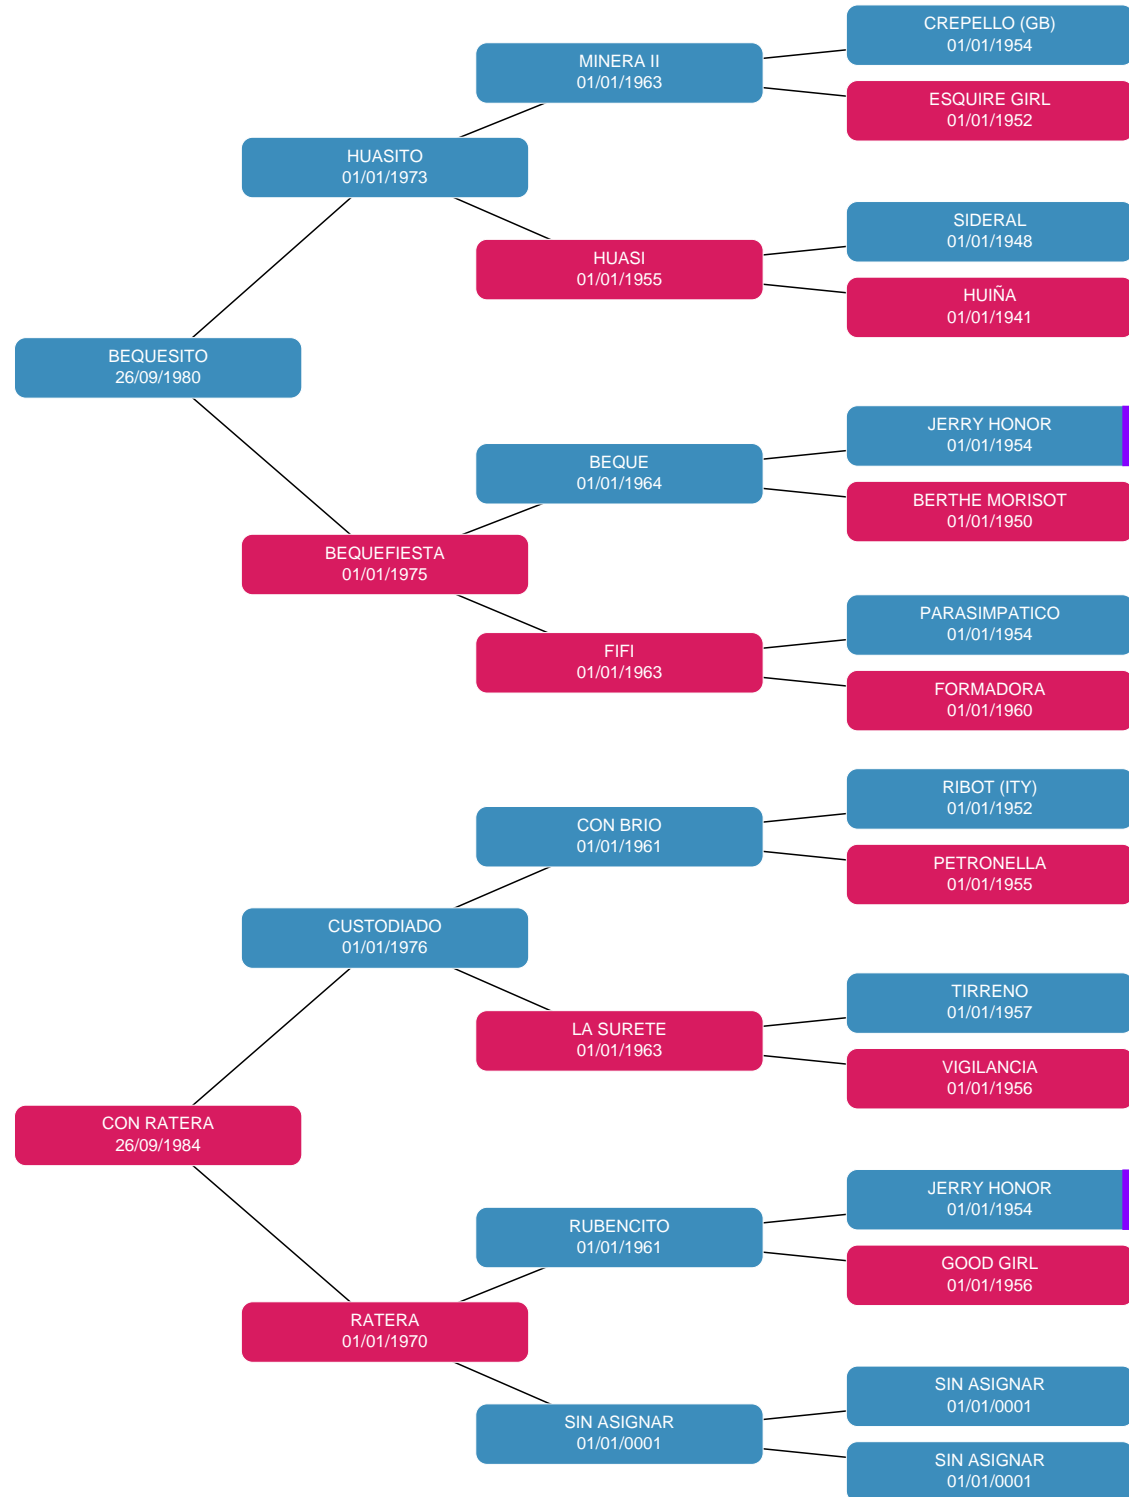 CREPELLO (GB)
01/01/1954
MINERA II
01/01/1963
ESQUIRE GIRL
01/01/1952
HUASITO
01/01/1973
SIDERAL
01/01/1948
HUASI
01/01/1955
HUIÑA
01/01/1941
BEQUESITO
26/09/1980
JERRY HONOR
01/01/1954
BEQUE
01/01/1964
BERTHE MORISOT
01/01/1950
BEQUEFIESTA
01/01/1975
PARASIMPATICO
01/01/1954
FIFI
01/01/1963
FORMADORA
01/01/1960
RIBOT (ITY)
01/01/1952
CON BRIO
01/01/1961
PETRONELLA
01/01/1955
CUSTODIADO
01/01/1976
TIRRENO
01/01/1957
LA SURETE
01/01/1963
VIGILANCIA
01/01/1956
CON RATERA
26/09/1984
JERRY HONOR
01/01/1954
RUBENCITO
01/01/1961
GOOD GIRL
01/01/1956
RATERA
01/01/1970
SIN ASIGNAR
01/01/0001
SIN ASIGNAR
01/01/0001
SIN ASIGNAR
01/01/0001